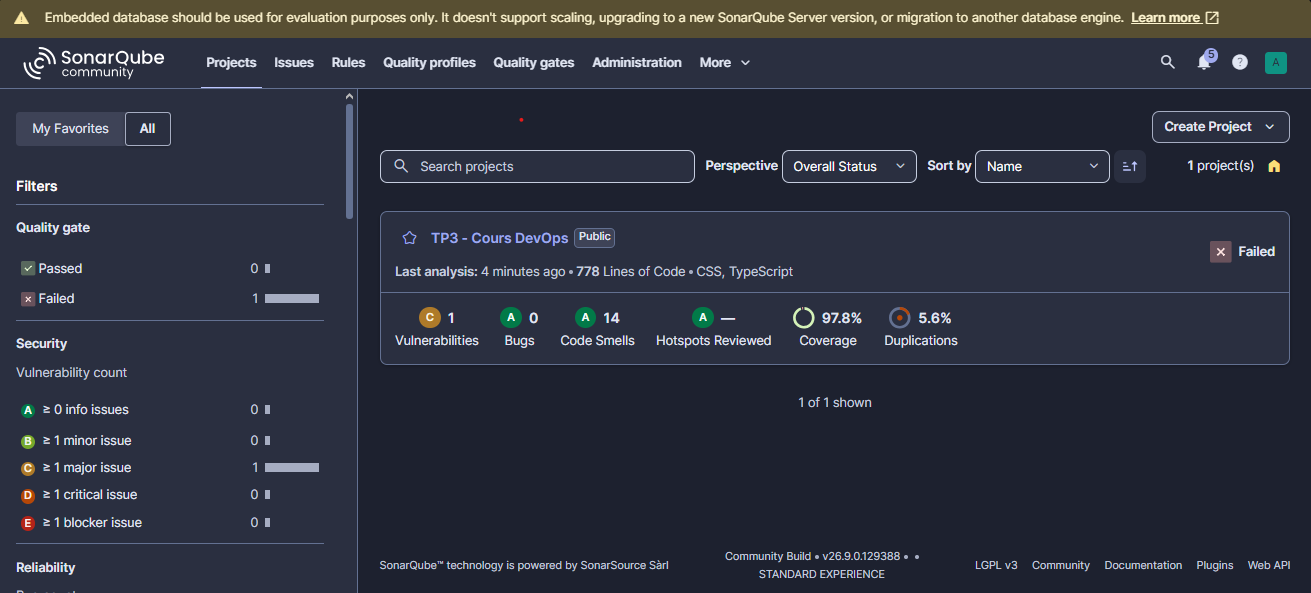 Embedded database should be used for evaluation purposes only. It doesn't support scaling, upgrading to a new SonarQube Server version, or migration to another database engine. Learn more
SonarQube community
Projects Issues Rules Quality profiles Quality gates Administration More
5 ? A
My Favorites All
Filters
Quality gate
Passed 0
Failed 1
Security
Vulnerability count
A ≥ 0 info issues 0
B ≥ 1 minor issue 0
C ≥ 1 major issue 1
D ≥ 1 critical issue 0
E ≥ 1 blocker issue 0
Reliability
Create Project
Search projects Perspective Overall Status Sort by Name 1 project(s)
TP3 - Cours DevOps Public
Failed
Last analysis: 4 minutes ago • 778 Lines of Code • CSS, TypeScript
C 1 A 0 A 14 A — 97.8% 5.6%
Vulnerabilities Bugs Code Smells Hotspots Reviewed Coverage Duplications
1 of 1 shown
SonarQube™ technology is powered by SonarSource Sàrl
Community Build • v26.9.0.129388 • •
STANDARD EXPERIENCE
LGPL v3 Community Documentation Plugins Web API